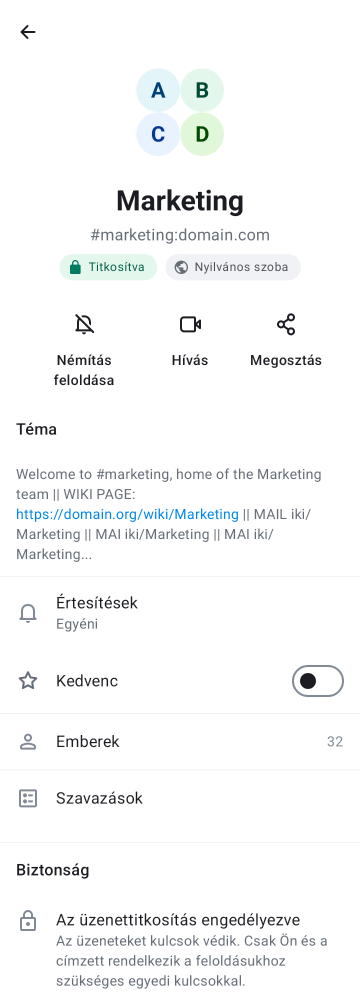 A B
C D
Marketing
#marketing:domain.com
Titkosítva Nyilvános szoba
Némítás feloldása
Hívás
Megosztás
Téma
Welcome to #marketing, home of the Marketing
team || WIKI PAGE:
https://domain.org/wiki/Marketing || MAIL iki/
Marketing || MAI iki/Marketing || MAI iki/
Marketing...
Értesítések
Egyéni
Kedvenc
Emberek 32
Szavazások
Biztonság
Az üzenettitkosítás engedélyezve
Az üzeneteket kulcsok védik. Csak Ön és a
címzett rendelkezik a feloldásukhoz
szükséges egyedi kulcsokkal.